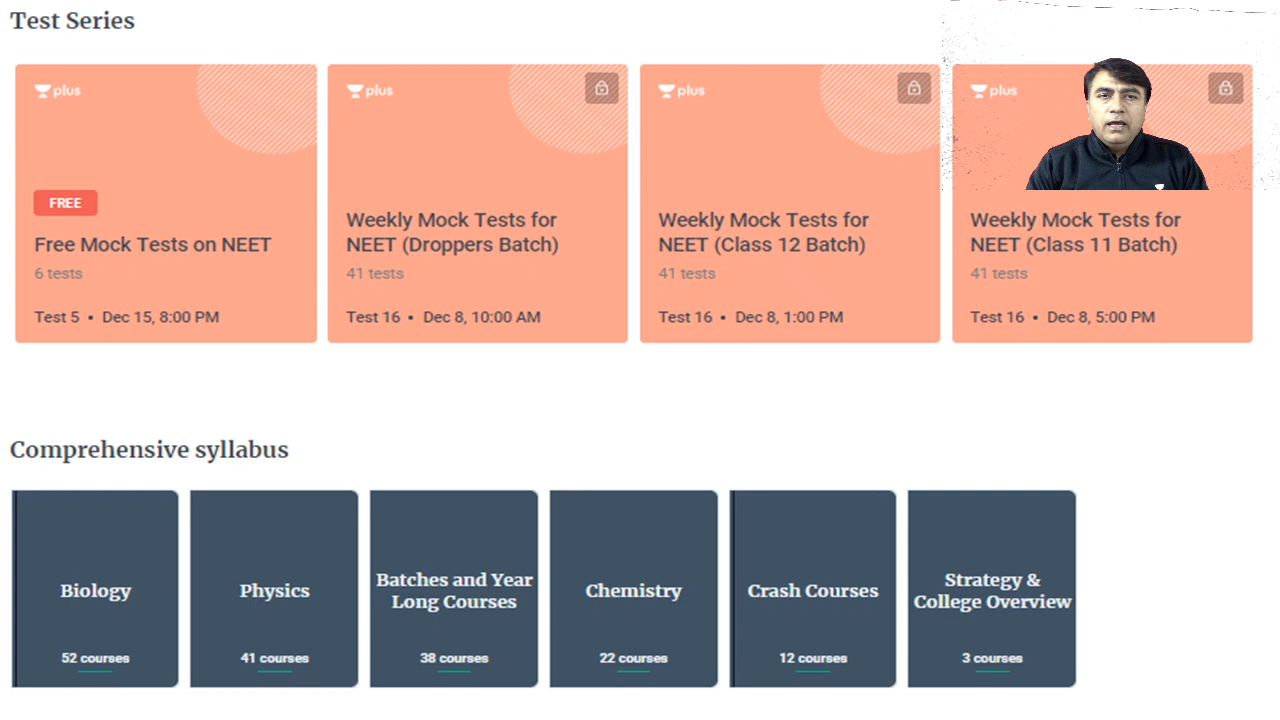 Test Series
plus
FREE
Free Mock Tests on NEET
6 tests
Test 5 • Dec 15, 8:00 PM
plus
Weekly Mock Tests for
NEET (Droppers Batch)
41 tests
Test 16 • Dec 8, 10:00 AM
plus
Weekly Mock Tests for
NEET (Class 12 Batch)
41 tests
Test 16 • Dec 8, 1:00 PM
plus
Weekly Mock Tests for
NEET (Class 11 Batch)
41 tests
Test 16 • Dec 8, 5:00 PM
Comprehensive syllabus
Biology
52 courses
Physics
41 courses
Batches and Year
Long Courses
38 courses
Chemistry
22 courses
Crash Courses
12 courses
Strategy &
College Overview
3 courses